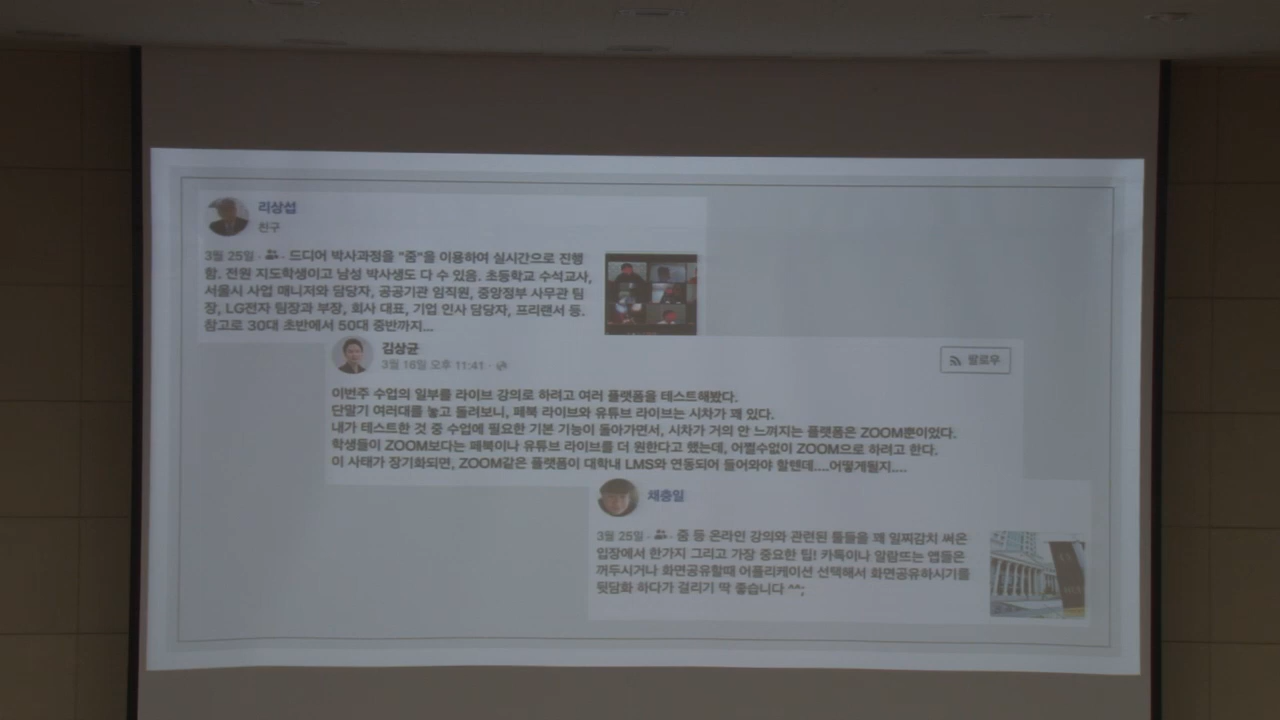 리상섭
친구
3월 25일 · 드디어 박사과정을 "줌"을 이용하여 실시간으로 진행
함. 전원 지도학생이고 남성 박사생도 다 수 있음. 초등학교 수석교사,
서울시 사업 매니저와 담당자, 공공기관 임직원, 중앙정부 사무관 팀
장, LG전자 팀장과 부장, 회사 대표, 기업 인사 담당자, 프리랜서 등.
참고로 30대 초반에서 50대 중반까지...
김상균
3월 16일 오후 11:41 ·
팔로우
이번주 수업의 일부를 라이브 강의로 하려고 여러 플랫폼을 테스트해봤다.
단말기 여러대를 놓고 돌려보니, 페북 라이브와 유튜브 라이브는 시차가 꽤 있다.
내가 테스트한 것 중 수업에 필요한 기본 기능이 돌아가면서, 시차가 거의 안 느껴지는 플랫폼은 ZOOM뿐이었다.
학생들이 ZOOM보다는 페북이나 유튜브 라이브를 더 원한다고 했는데, 어쩔수없이 ZOOM으로 하려고 한다.
이 사태가 장기화되면, ZOOM같은 플랫폼이 대학내 LMS와 연동되어 들어와야 할텐데....어떻게될지....
채충일
3월 25일 · 줌 등 온라인 강의와 관련된 툴들을 꽤 일찌감치 써온
입장에서 한가지 그리고 가장 중요한 팁! 카톡이나 알람뜨는 앱들은
꺼두시거나 화면공유할때 어플리케이션 선택해서 화면공유하시기를
뒷담화 하다가 걸리기 딱 좋습니다 ^^;